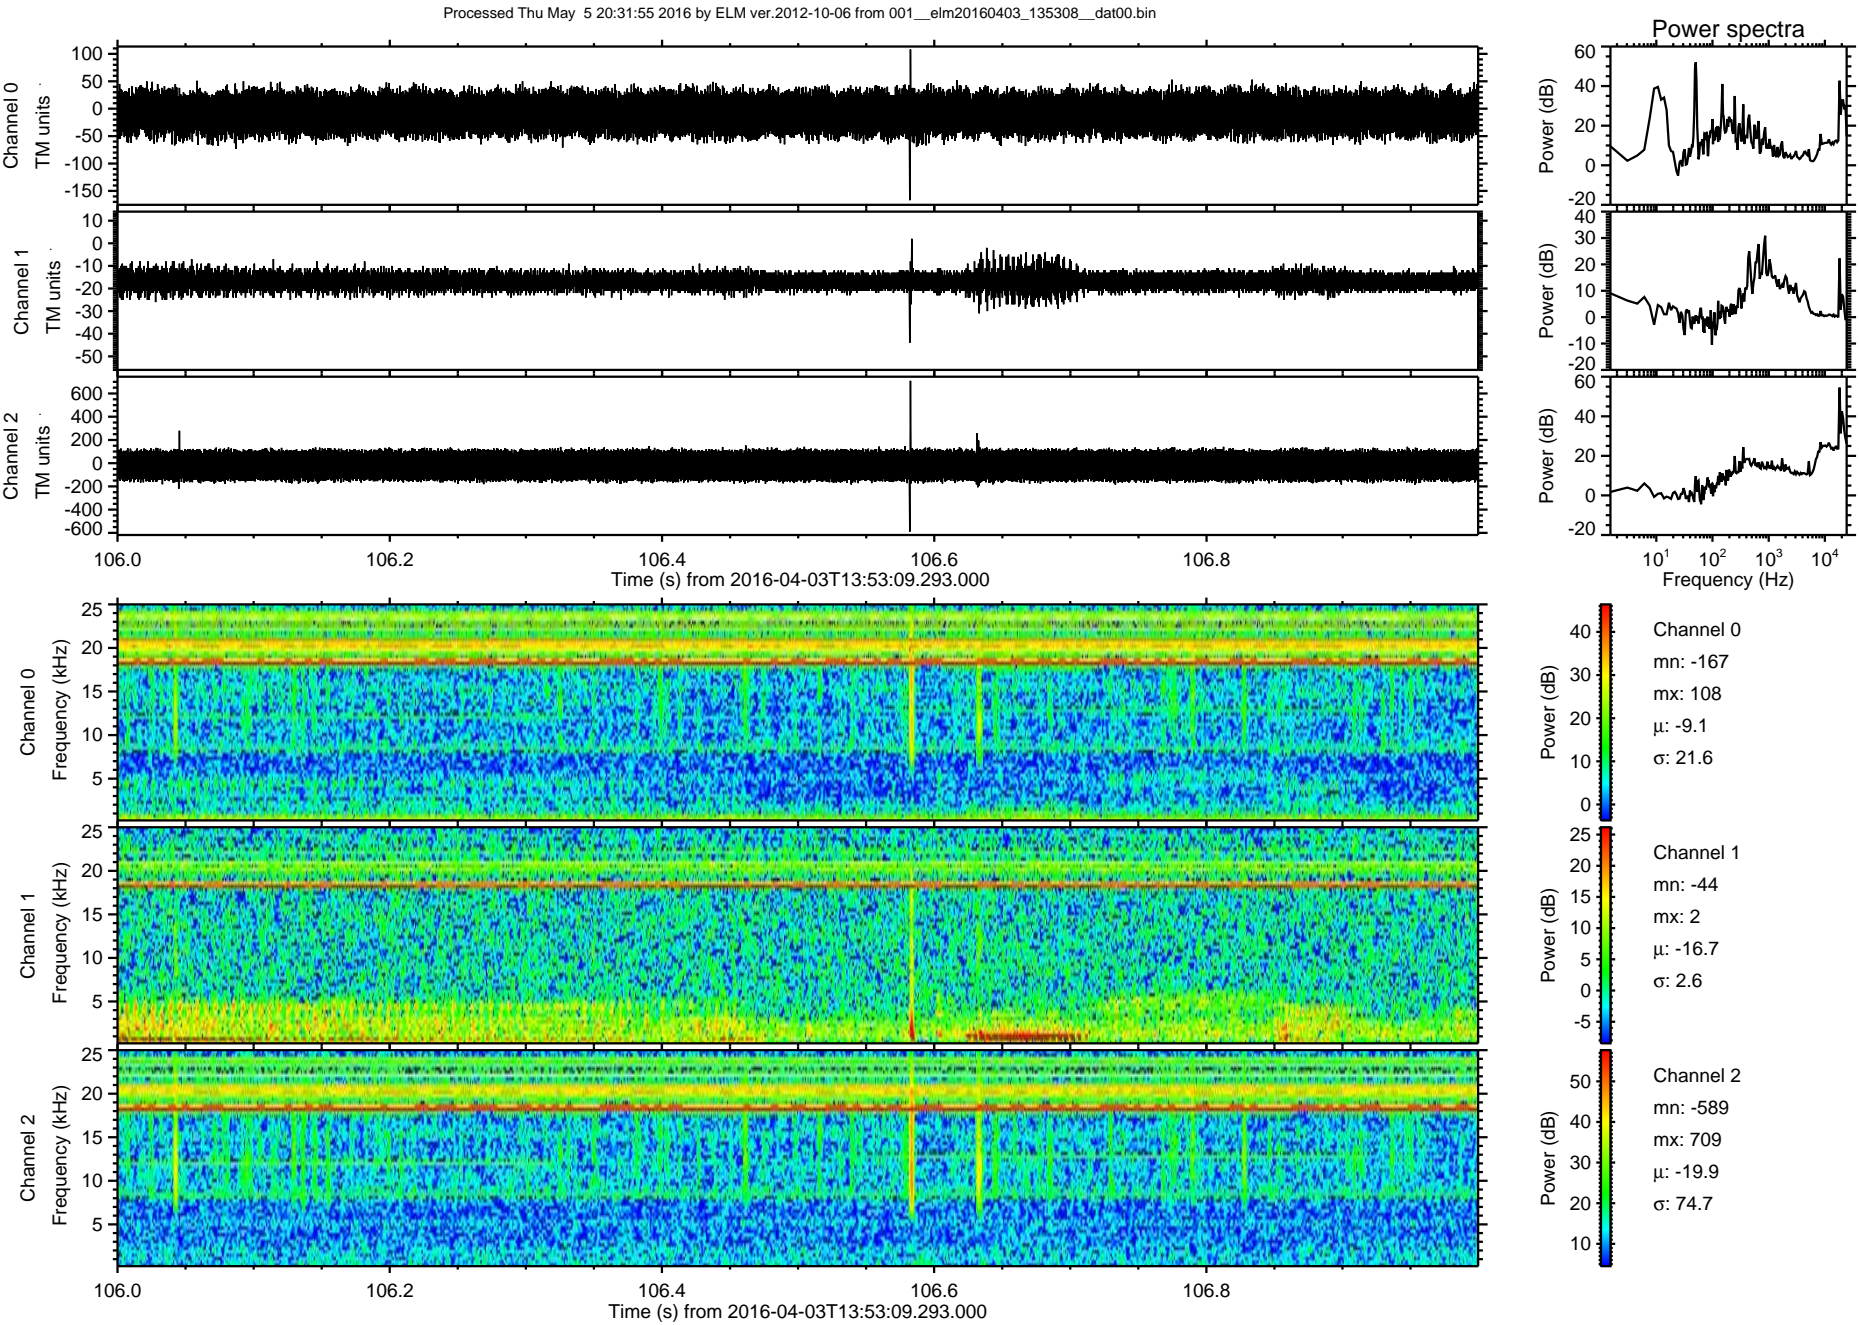 Processed Thu May  5 20:31:55 2016 by ELM ver.2012-10-06 from 001__elm20160403_135308__dat00.bin
Power spectra
Channel 0
TM units
100
50
0
-50
-100
-150
Power (dB)
60
40
20
0
-20
Channel 1
TM units
10
0
-10
-20
-30
-40
-50
Power (dB)
40
30
20
10
0
-10
-20
Channel 2
TM units
600
400
200
0
-200
-400
-600
Power (dB)
60
40
20
0
-20
106.0 106.2 106.4 106.6 106.8
Time (s) from 2016-04-03T13:53:09.293.000
10¹ 10² 10³ 10⁴
Frequency (Hz)
Channel 0
Frequency (kHz)
25
20
15
10
5
Power (dB)
40
30
20
10
0
Channel 0
mn: -167
mx: 108
μ: -9.1
σ: 21.6
Channel 1
Frequency (kHz)
25
20
15
10
5
Power (dB)
25
20
15
10
5
0
-5
Channel 1
mn: -44
mx: 2
μ: -16.7
σ: 2.6
Channel 2
Frequency (kHz)
25
20
15
10
5
Power (dB)
50
40
30
20
10
Channel 2
mn: -589
mx: 709
μ: -19.9
σ: 74.7
106.0 106.2 106.4 106.6 106.8
Time (s) from 2016-04-03T13:53:09.293.000